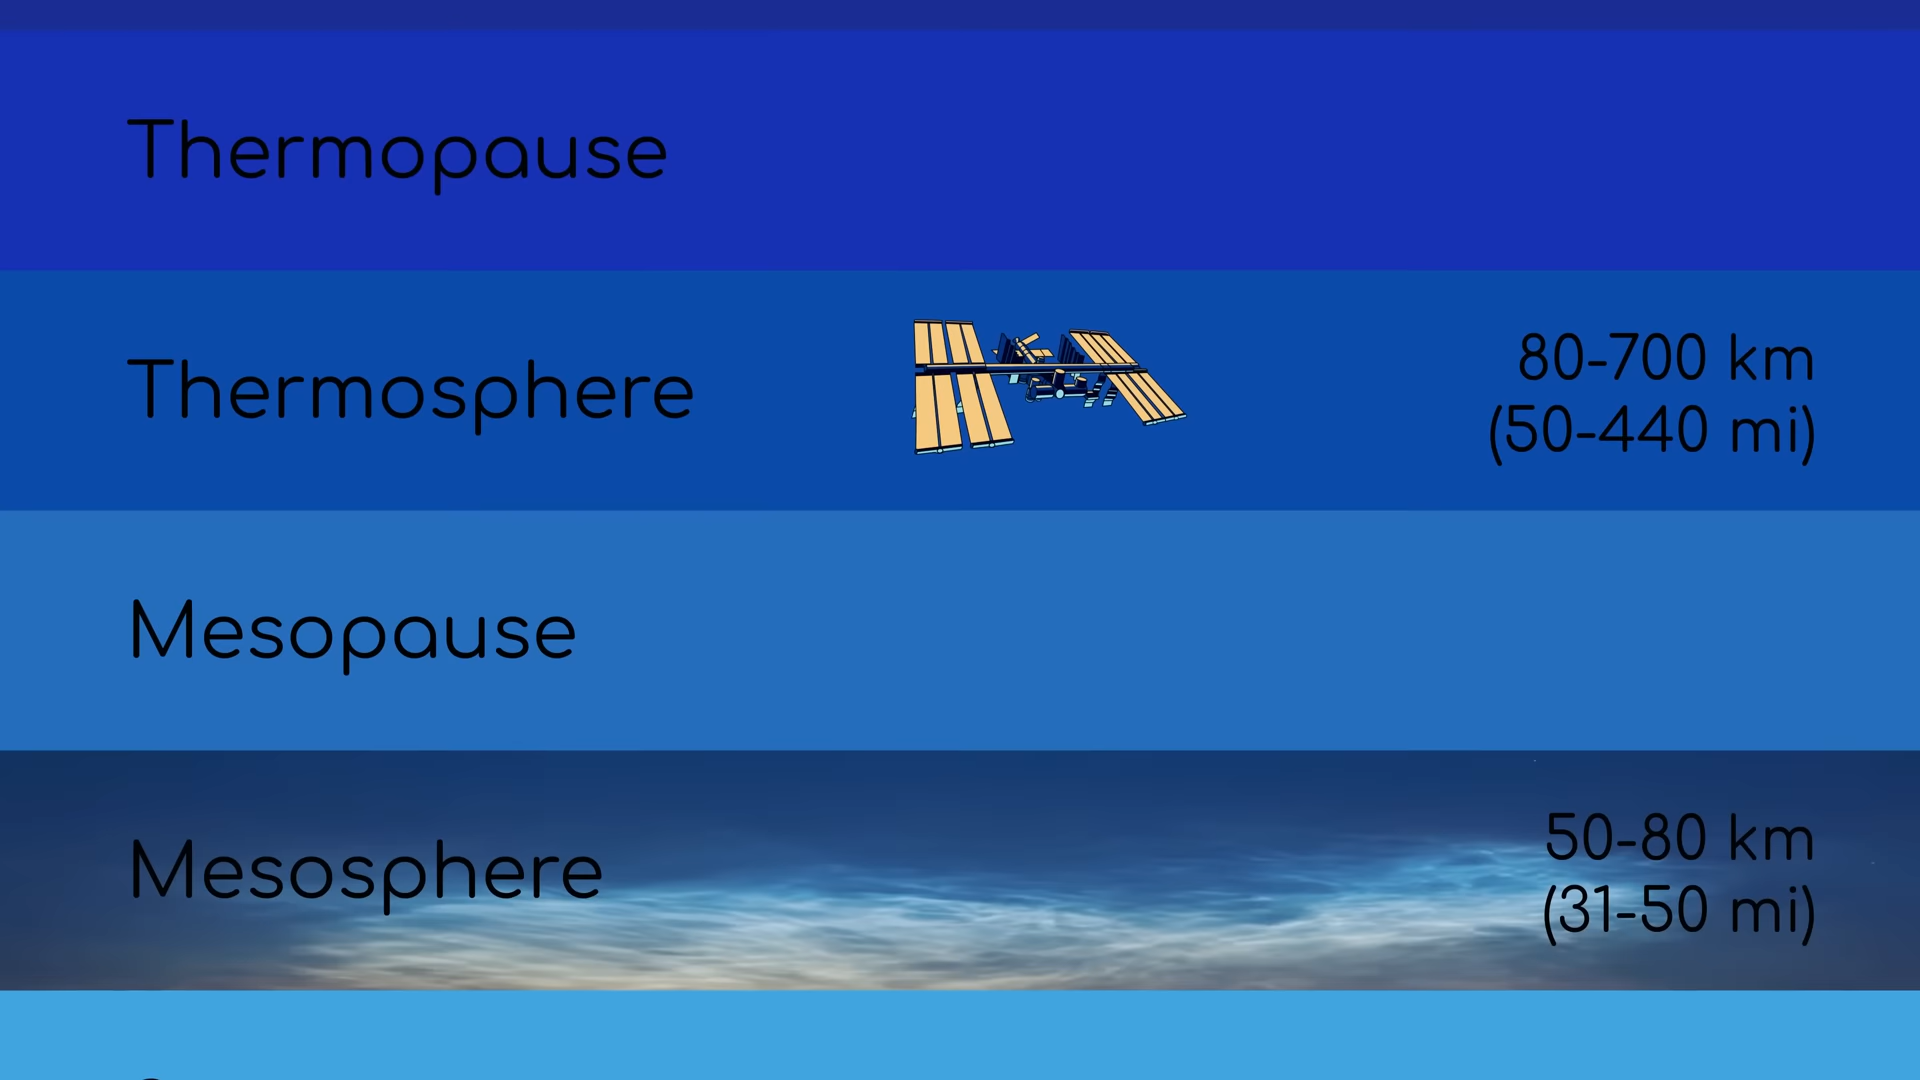 Thermopause
Thermosphere
80-700 km
(50-440 mi)
Mesopause
Mesosphere
50-80 km
(31-50 mi)